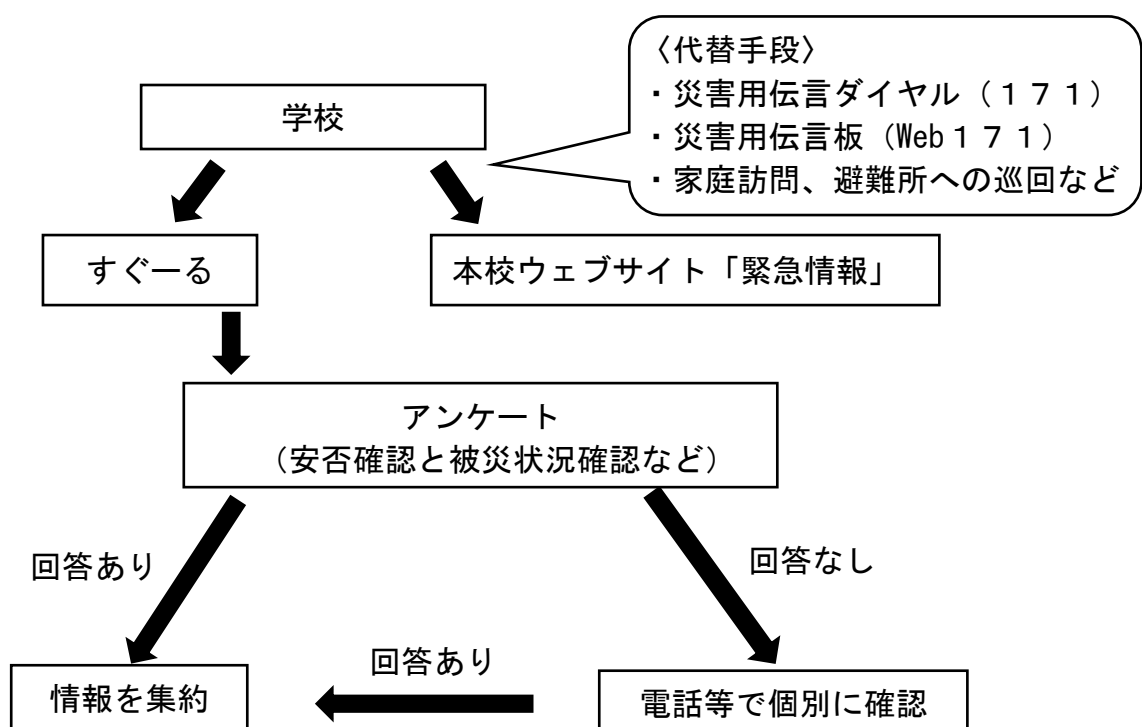 〈代替手段〉
・災害用伝言ダイヤル（１７１）
・災害用伝言板（Web１７１）
・家庭訪問、避難所への巡回など
学校
すぐーる
本校ウェブサイト「緊急情報」
アンケート
（安否確認と被災状況確認など）
回答あり
回答なし
回答あり
情報を集約
電話等で個別に確認